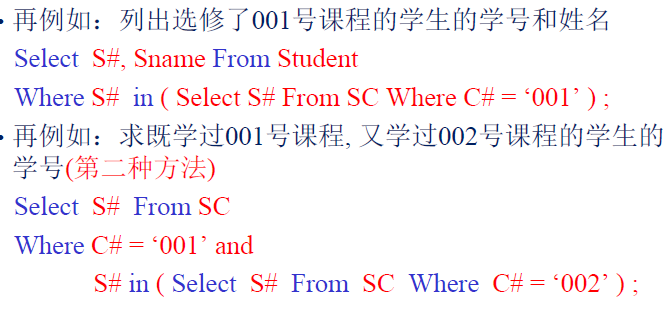 • 再例如：列出选修了001号课程的学生的学号和姓名
Select S#, Sname From Student
Where S# in ( Select S# From SC Where C# = ‘001’ ) ;
• 再例如：求既学过001号课程, 又学过002号课程的学生的
学号(第二种方法)
Select S# From SC
Where C# = ‘001’ and
S# in ( Select S# From SC Where C# = ‘002’ ) ;